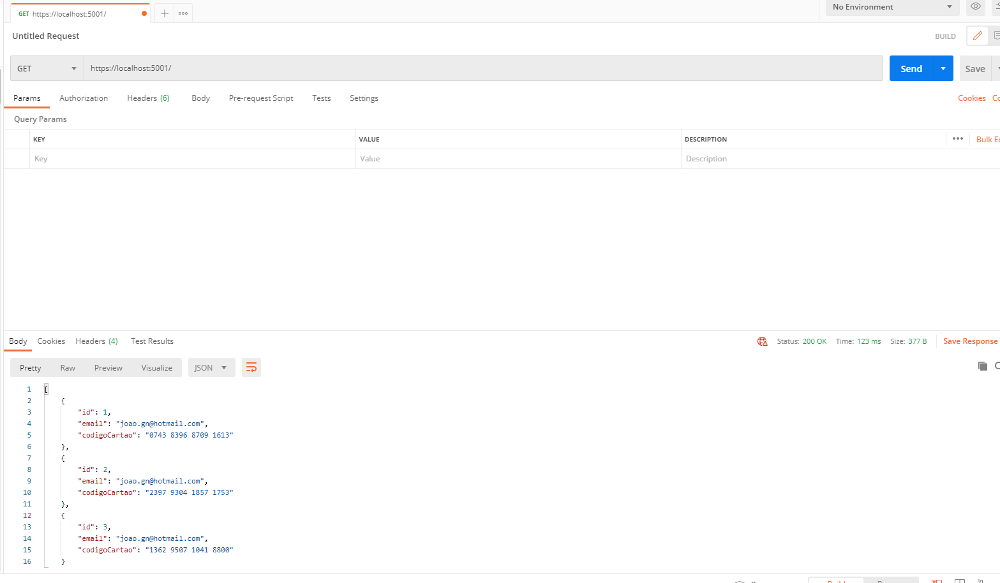 GET https://localhost:5001/
No Environment
Untitled Request
BUILD
GET https://localhost:5001/ Send Save
Params Authorization Headers (6) Body Pre-request Script Tests Settings Cookies
Query Params
KEY VALUE DESCRIPTION Bulk
Key Value Description
Body Cookies Headers (4) Test Results Status: 200 OK Time: 123 ms Size: 377 B Save Response
Pretty Raw Preview Visualize JSON
1 [
2 {
3 "id": 1,
4 "email": "joao.gn@hotmail.com",
5 "codigoCartao": "0743 8396 8709 1613"
6 },
7 {
8 "id": 2,
9 "email": "joao.gn@hotmail.com",
10 "codigoCartao": "2397 9304 1857 1753"
11 },
12 {
13 "id": 3,
14 "email": "joao.gn@hotmail.com",
15 "codigoCartao": "1362 9507 1041 8800"
16 }